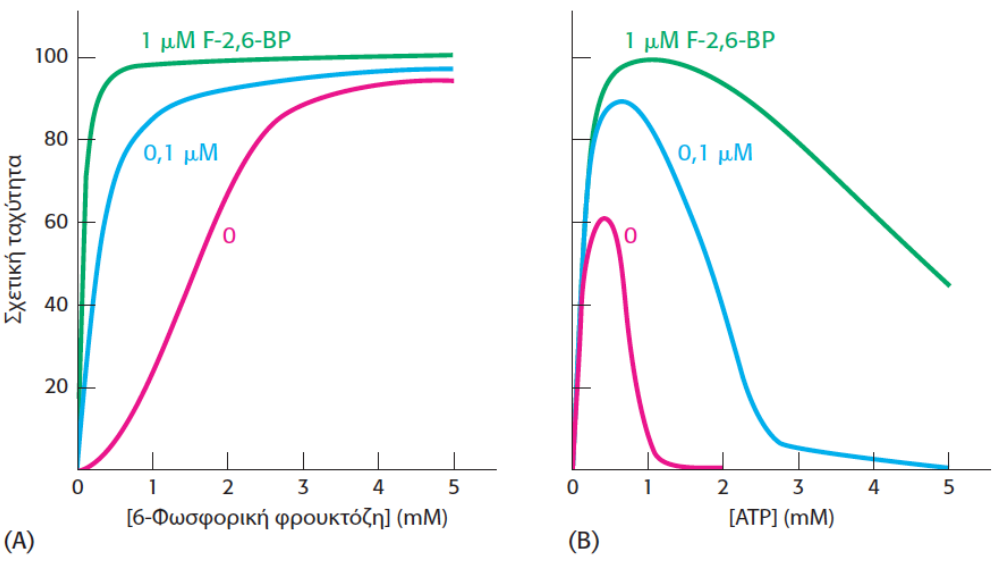 1 μM F-2,6-BP
0,1 μM
0
Σχετική ταχύτητα
100
80
60
40
20
0 1 2 3 4 5
[6-Φωσφορική φρουκτόζη] (mM)
(A)
1 μM F-2,6-BP
0,1 μM
0
0 1 2 3 4 5
[ATP] (mM)
(B)